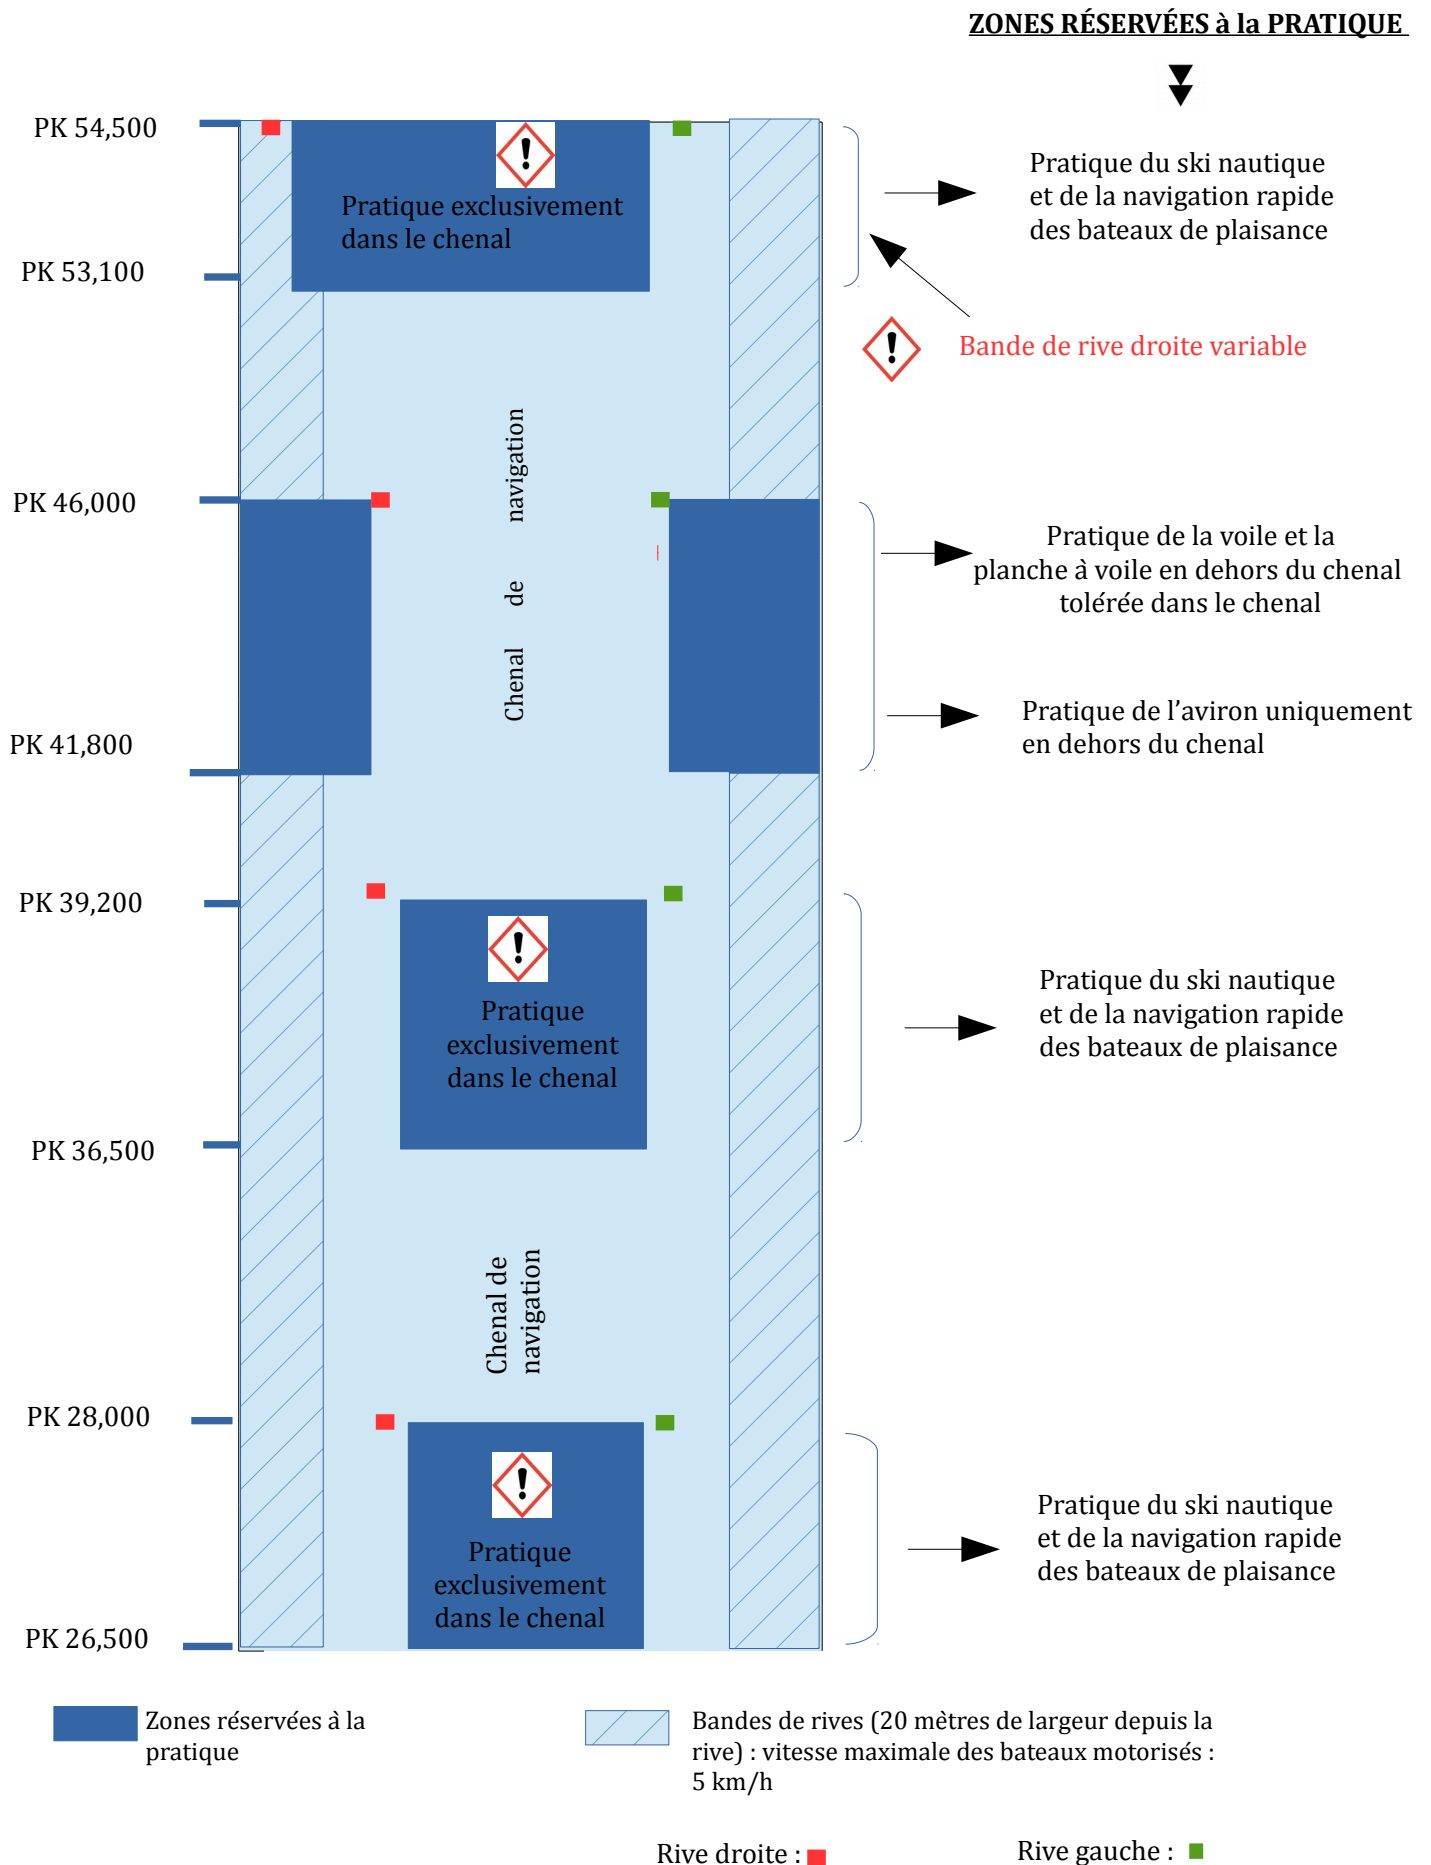 ZONES RÉSERVÉES à la PRATIQUE
PK 54,500
Pratique exclusivement
dans le chenal
Pratique du ski nautique
et de la navigation rapide
des bateaux de plaisance
PK 53,100
Bande de rive droite variable
Chenal de navigation
PK 46,000
Pratique de la voile et la
planche à voile en dehors du chenal
tolérée dans le chenal
Pratique de l’aviron uniquement
en dehors du chenal
PK 41,800
PK 39,200
Pratique
exclusivement
dans le chenal
Pratique du ski nautique
et de la navigation rapide
des bateaux de plaisance
PK 36,500
Chenal de
navigation
PK 28,000
Pratique
exclusivement
dans le chenal
Pratique du ski nautique
et de la navigation rapide
des bateaux de plaisance
PK 26,500
Zones réservées à la
pratique
Bandes de rives (20 mètres de largeur depuis la
rive) : vitesse maximale des bateaux motorisés :
5 km/h
Rive droite :
Rive gauche :